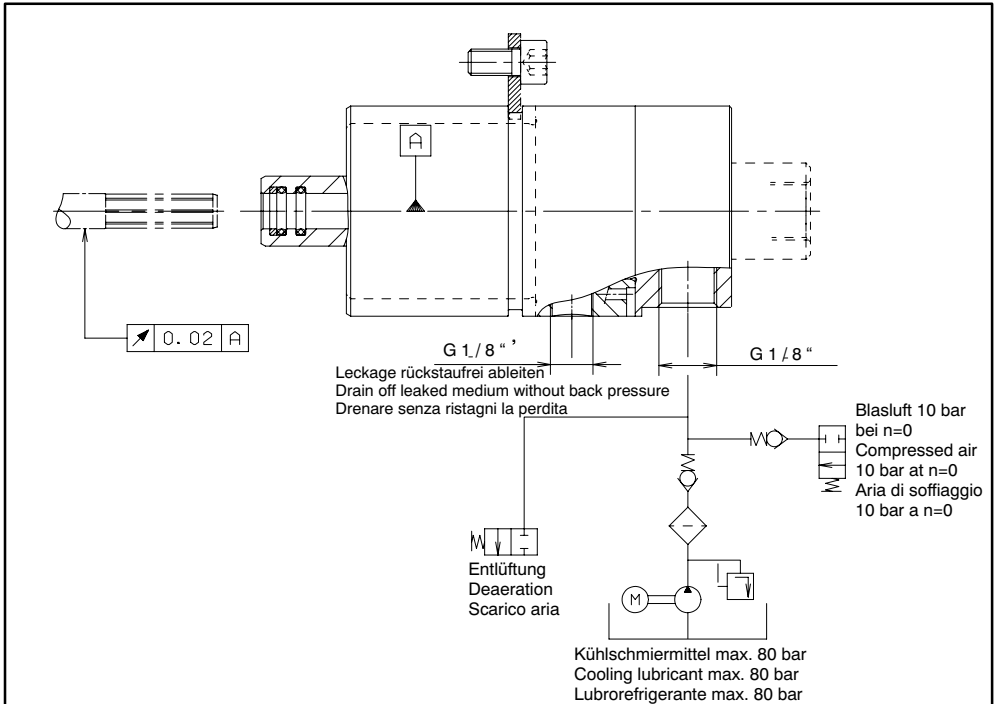 A
0.02 A
G 1/8"'
G 1/8"
Leckage rückstaufrei ableiten
Drain off leaked medium without back pressure
Drenare senza ristagni la perdita
Blasluft 10 bar
bei n=0
Compressed air
10 bar at n=0
Aria di soffiaggio
10 bar a n=0
Entlüftung
Deaeration
Scarico aria
M
Kühlschmiermittel max. 80 bar
Cooling lubricant max. 80 bar
Lubrorefrigerante max. 80 bar